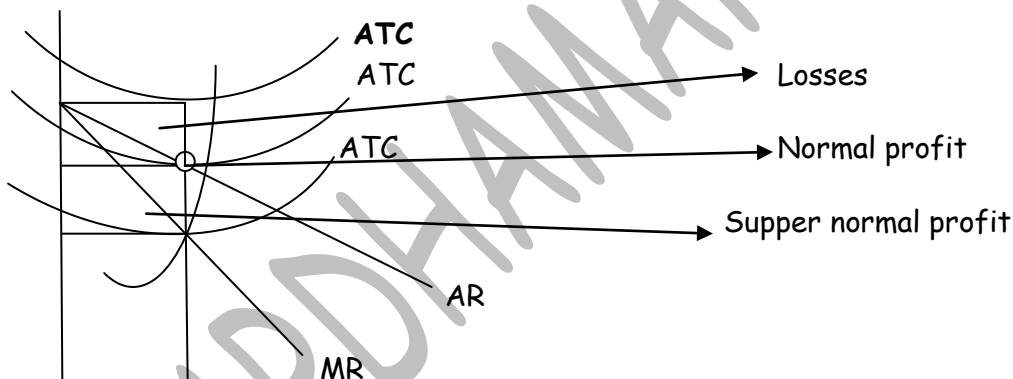 ATC
ATC
Losses
ATC
Normal profit
Supper normal profit
AR
MR